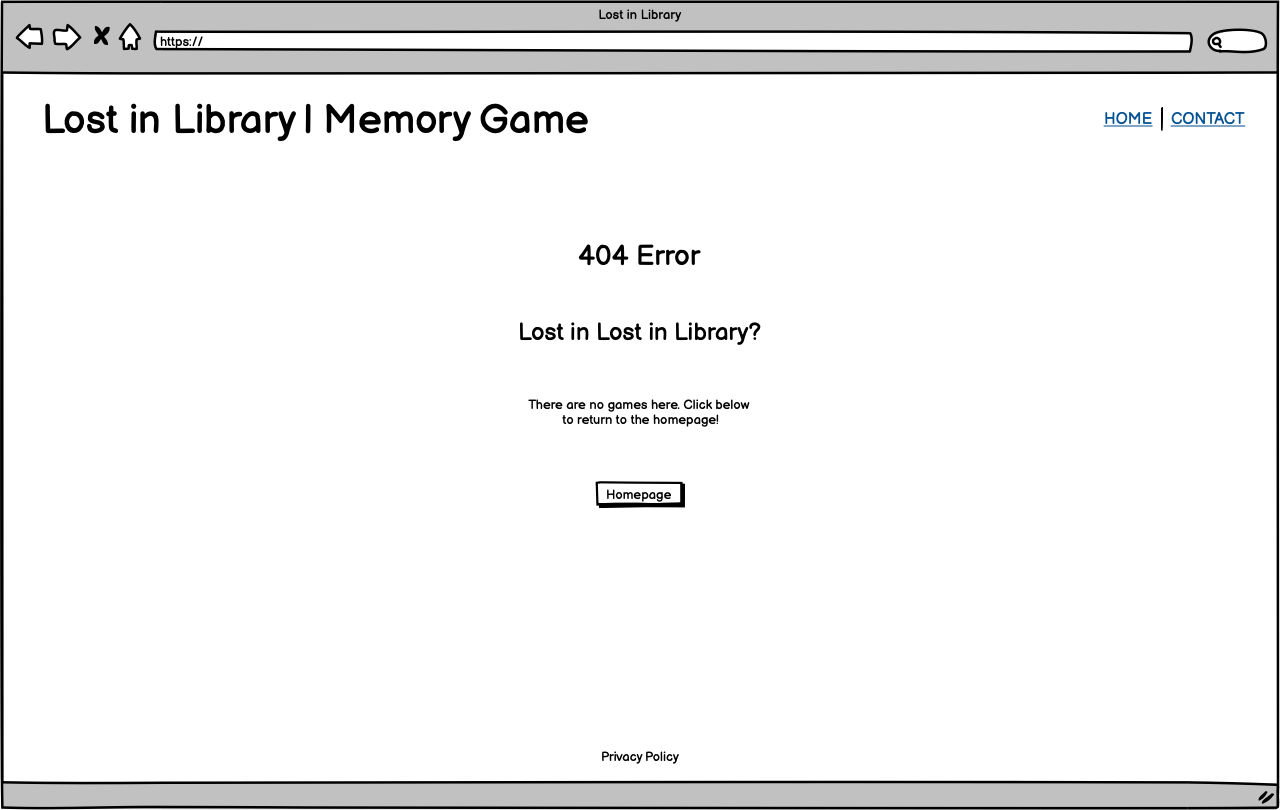 Lost in Library
https://
Lost in Library | Memory Game
HOME | CONTACT
404 Error
Lost in Lost in Library?
There are no games here. Click below
to return to the homepage!
Homepage
Privacy Policy